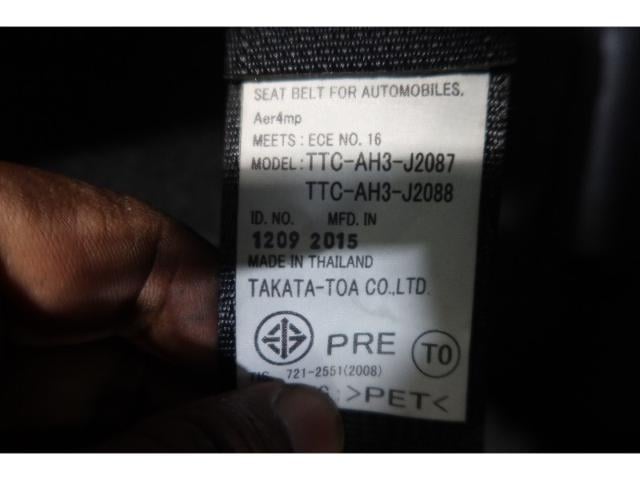 SEAT BELT FOR AUTOMOBILES.
Aer4mp
MEETS : ECE NO. 16
MODEL : TTC-AH3-J2087
TTC-AH3-J2088
ID. NO. MFD. IN
1209 2015
MADE IN THAILAND
TAKATA-TOA CO.,LTD.
PRE TO
721-2551(2008)
>PET<